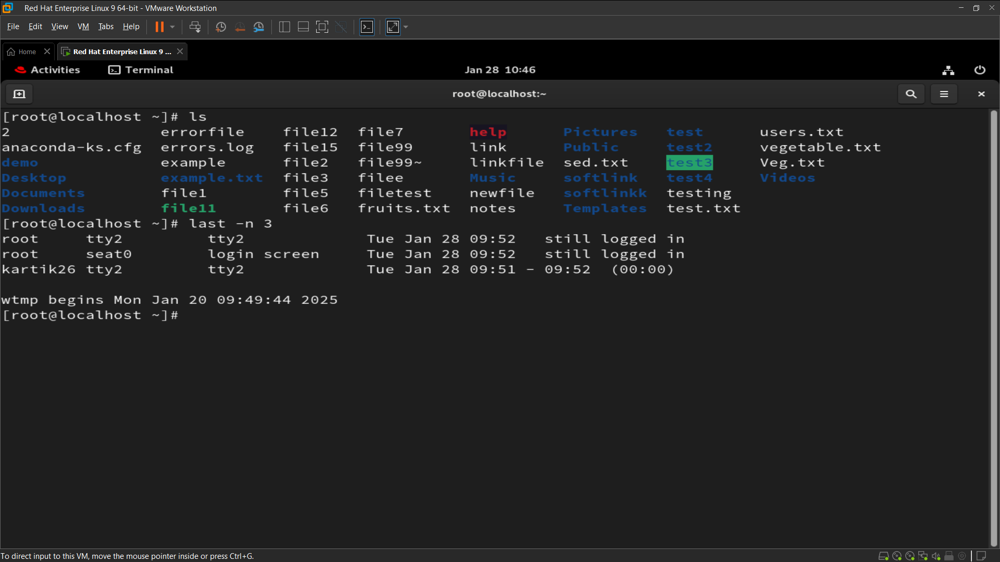 Red Hat Enterprise Linux 9 64-bit - VMware Workstation
File Edit View VM Tabs Help
Home Red Hat Enterprise Linux 9 ...
Activities Terminal Jan 28 10:46
root@localhost:~
[root@localhost ~]# ls
2 errorfile file12 file7 help Pictures test users.txt
anaconda-ks.cfg errors.log file15 file99 link Public test2 vegetable.txt
demo example file2 file99~ linkfile sed.txt test3 Veg.txt
Desktop example.txt file3 filee Music softlink test4 Videos
Documents file1 file5 filetest newfile softlinkk testing
Downloads file11 file6 fruits.txt notes Templates test.txt
[root@localhost ~]# last -n 3
root tty2 tty2 Tue Jan 28 09:52 still logged in
root seat0 login screen Tue Jan 28 09:52 still logged in
kartik26 tty2 tty2 Tue Jan 28 09:51 - 09:52 (00:00)
wtmp begins Mon Jan 20 09:49:44 2025
[root@localhost ~]#
To direct input to this VM, move the mouse pointer inside or press Ctrl+G.